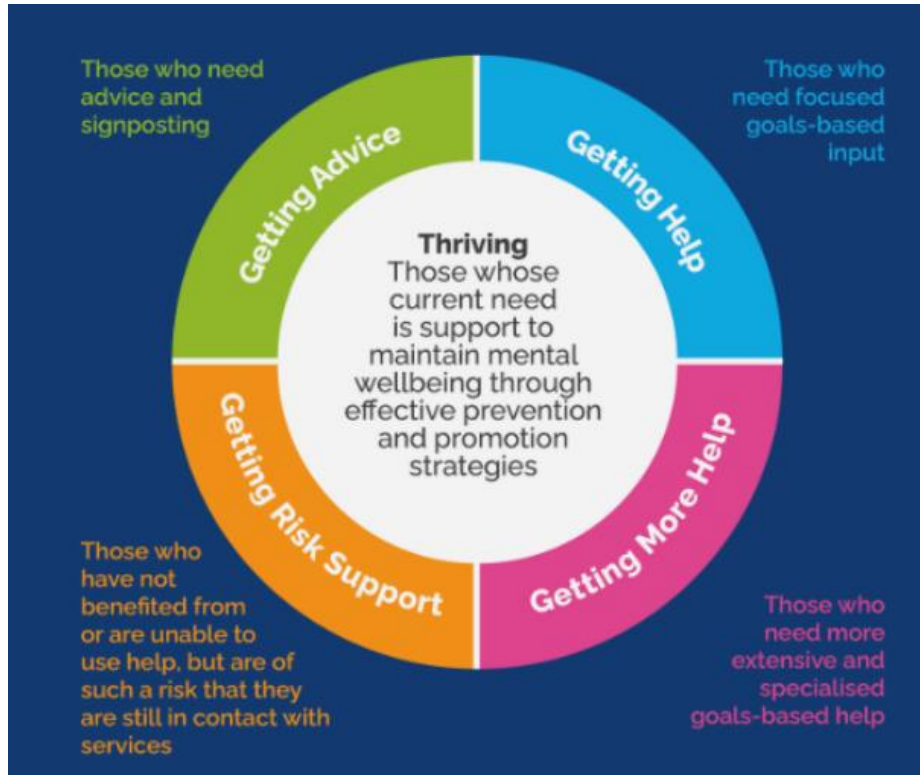 Those who need
advice and
signposting
Those who
need focused
goals-based
input
Getting Advice
Getting Help
Thriving
Those whose
current need
is support to
maintain mental
wellbeing through
effective prevention
and promotion
strategies
Getting Risk Support
Getting More Help
Those who
have not
benefited from
or are unable to
use help, but are of
such a risk that they
are still in contact with
services
Those who
need more
extensive and
specialised
goals-based help